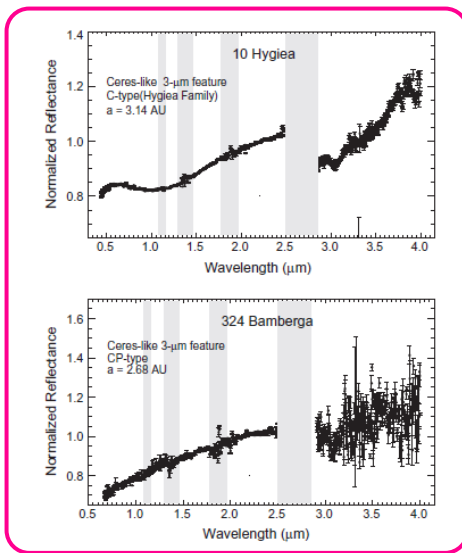 1.4
10 Hygiea
Ceres-like 3-μm feature
C-type(Hygiea Family)
a = 3.14 AU
1.2
1.0
0.8
Normalized Reflectance
0.5 1.0 1.5 2.0 2.5 3.0 3.5 4.0
Wavelength (μm)
1.6
324 Bamberga
Ceres-like 3-μm feature
CP-type
a = 2.68 AU
1.4
1.2
1.0
0.8
0.6
Normalized Reflectance
0.5 1.0 1.5 2.0 2.5 3.0 3.5 4.0
Wavelength (μm)